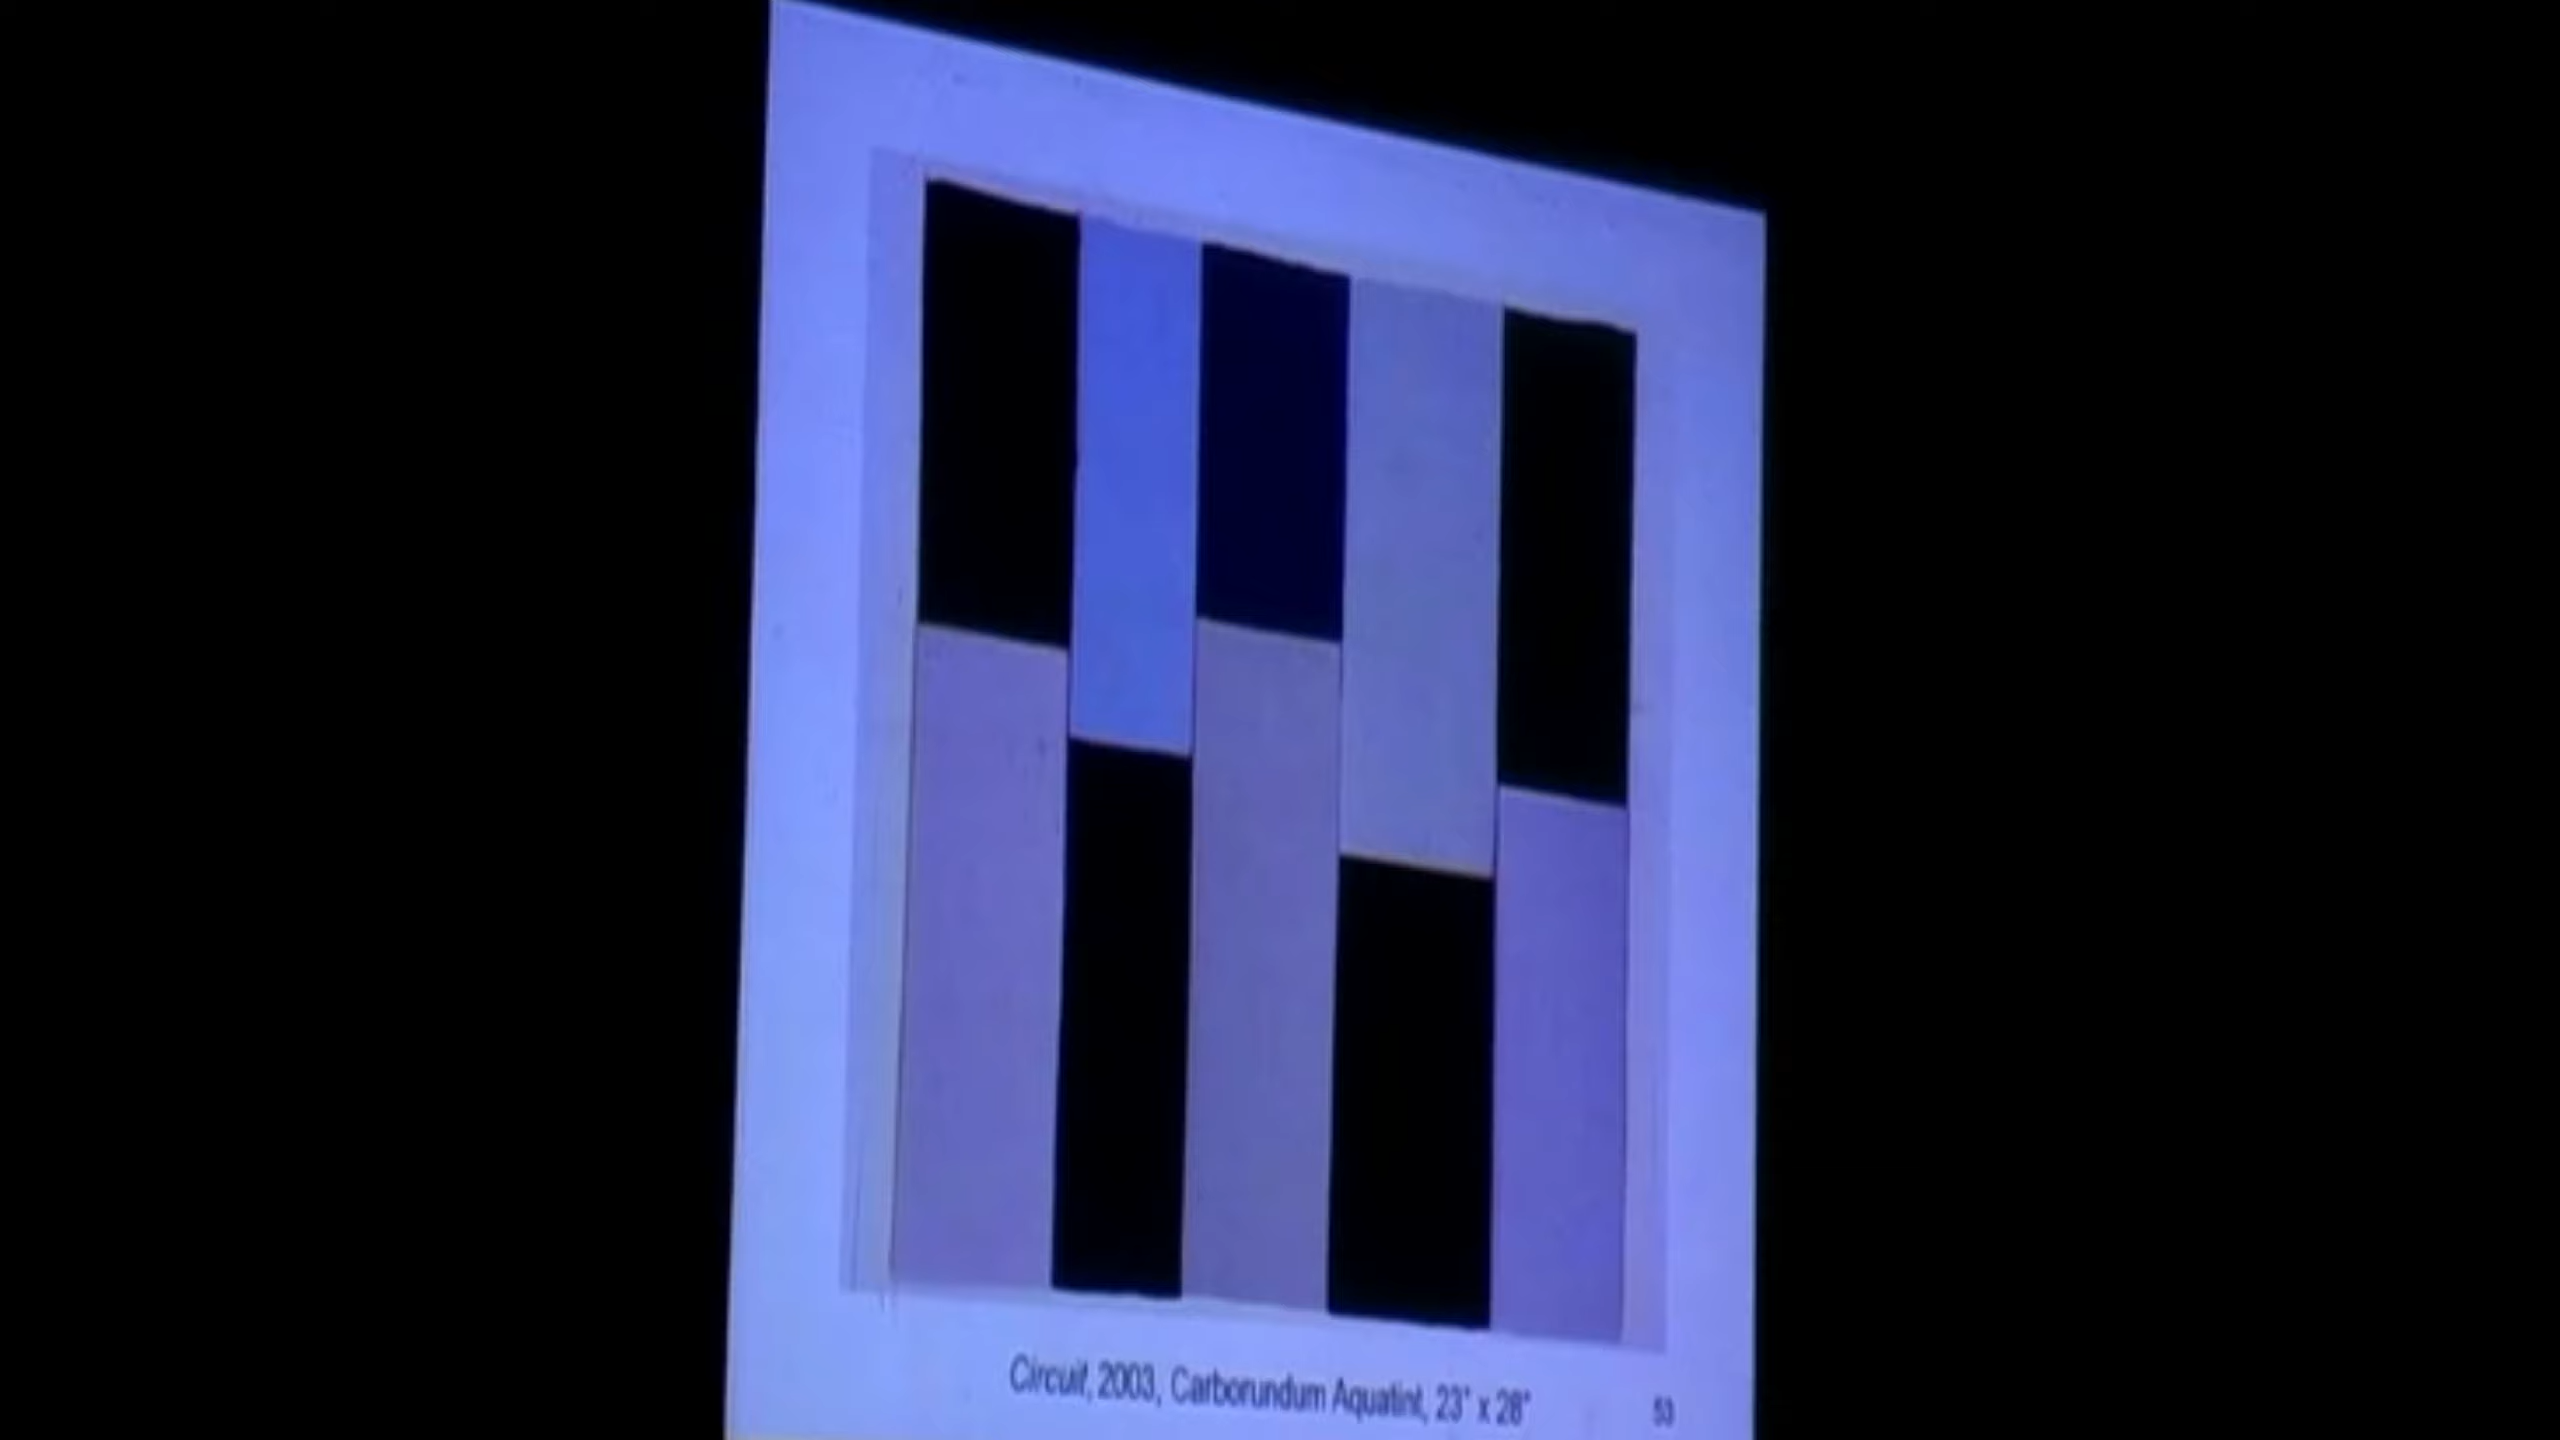 Circuit, 2003, Carborundum Aquatint, 23" x 28"
53